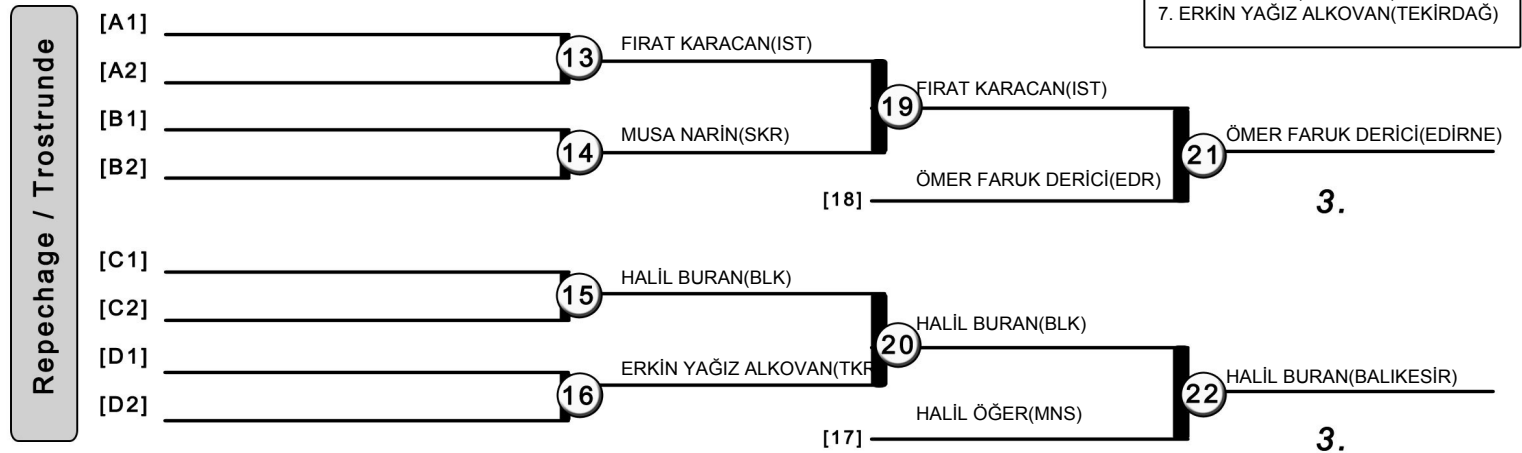 7. ERKİN YAĞIZ ALKOVAN(TEKİRDAĞ)
Repechage / Trostrunde
[A1]
[A2]
13
FIRAT KARACAN(IST)
[B1]
[B2]
14
MUSA NARİN(SKR)
19
FIRAT KARACAN(IST)
[18]
ÖMER FARUK DERİCİ(EDR)
21
ÖMER FARUK DERİCİ(EDİRNE)
3.
[C1]
[C2]
15
HALİL BURAN(BLK)
[D1]
[D2]
16
ERKİN YAĞIZ ALKOVAN(TKR
20
HALİL BURAN(BLK)
[17]
HALİL ÖĞER(MNS)
22
HALİL BURAN(BALIKESİR)
3.